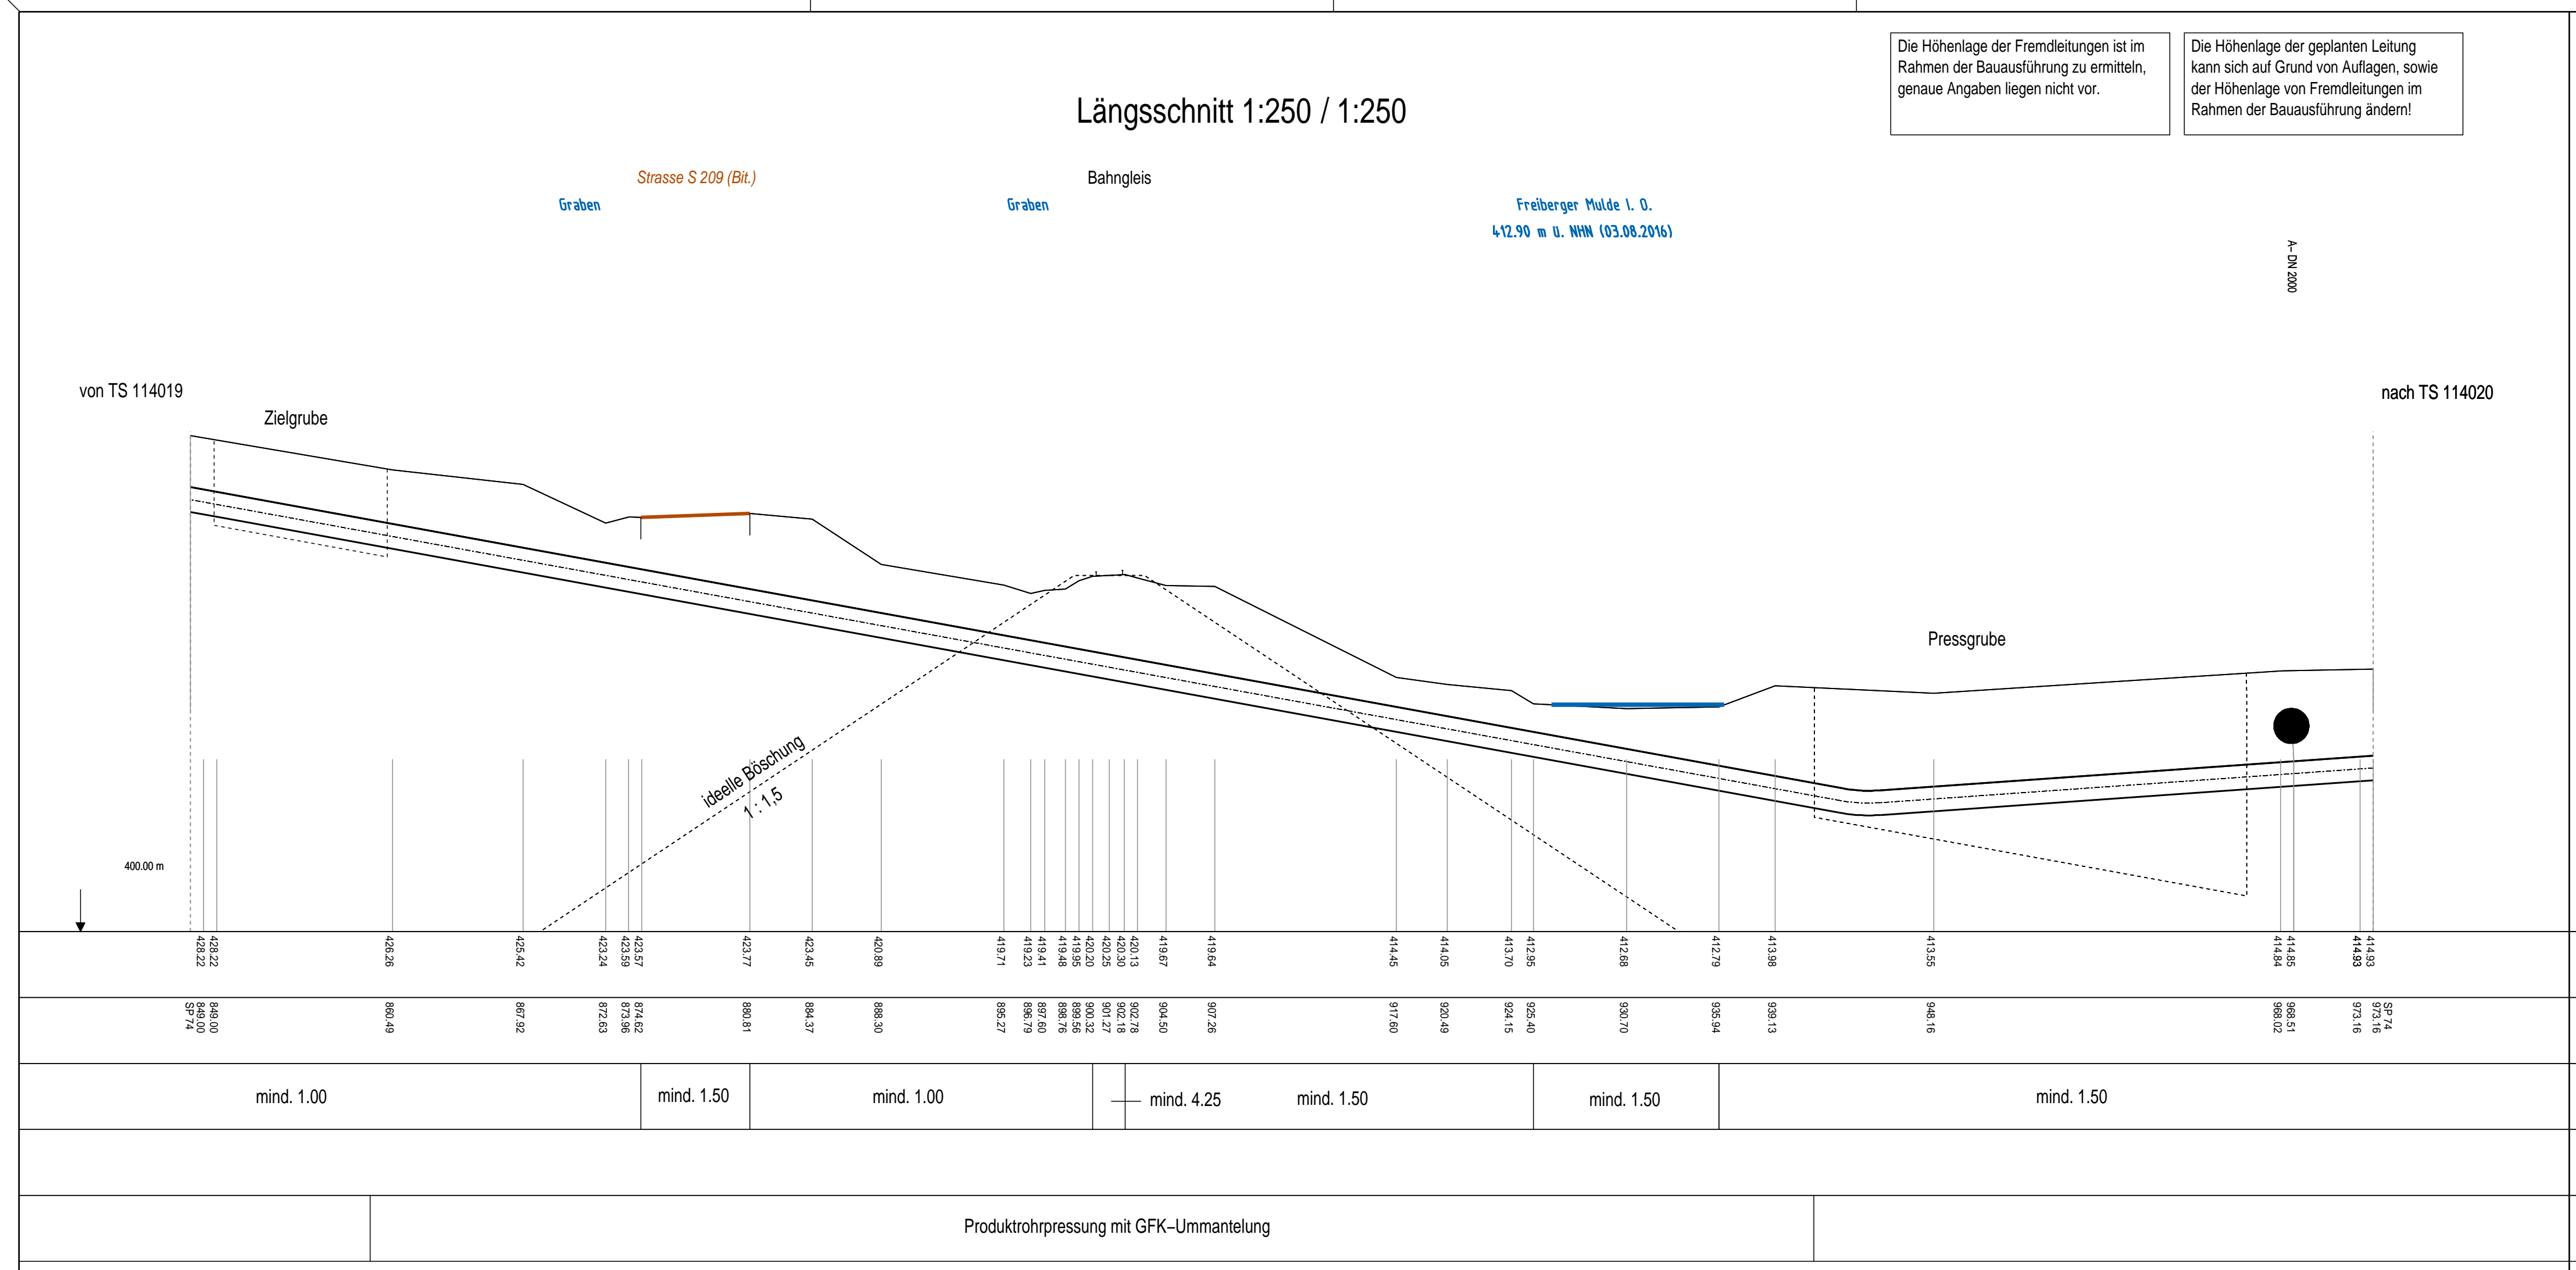 Die Höhenlage der Fremdleitungen ist im
Rahmen der Bauausführung zu ermitteln,
genaue Angaben liegen nicht vor.
Die Höhenlage der geplanten Leitung
kann sich auf Grund von Auflagen, sowie
der Höhenlage von Fremdleitungen im
Rahmen der Bauausführung ändern!
Längsschnitt 1:250 / 1:250
Strasse S 209 (Bit.)
Bahngleis
Graben
Graben
Freiberger Mulde I. O.
412.90 m ü. NHN (03.08.2016)
A- DN 2000
von TS 114019
nach TS 114020
Zielgrube
Pressgrube
ideelle Böschung
1 : 1,5
400.00 m
428.22
428.22
426.26
425.42
423.24
423.59
423.57
423.77
423.45
420.89
419.71
419.23
419.41
419.48
419.95
420.20
420.25
420.30
420.13
419.67
419.64
414.45
414.05
413.70
412.95
412.68
412.79
413.98
413.55
414.84
414.85
414.93
414.93
SP 74
849.00
849.00
860.49
867.92
872.63
873.96
874.62
880.81
884.37
888.30
895.27
896.79
897.60
898.76
899.56
900.32
901.27
902.18
902.78
904.50
907.26
917.60
920.49
924.15
925.40
930.70
935.94
939.13
948.16
968.02
968.51
973.16
973.16
SP 74
mind. 1.00
mind. 1.50
mind. 1.00
mind. 4.25
mind. 1.50
mind. 1.50
mind. 1.50
Produktrohrpressung mit GFK–Ummantelung